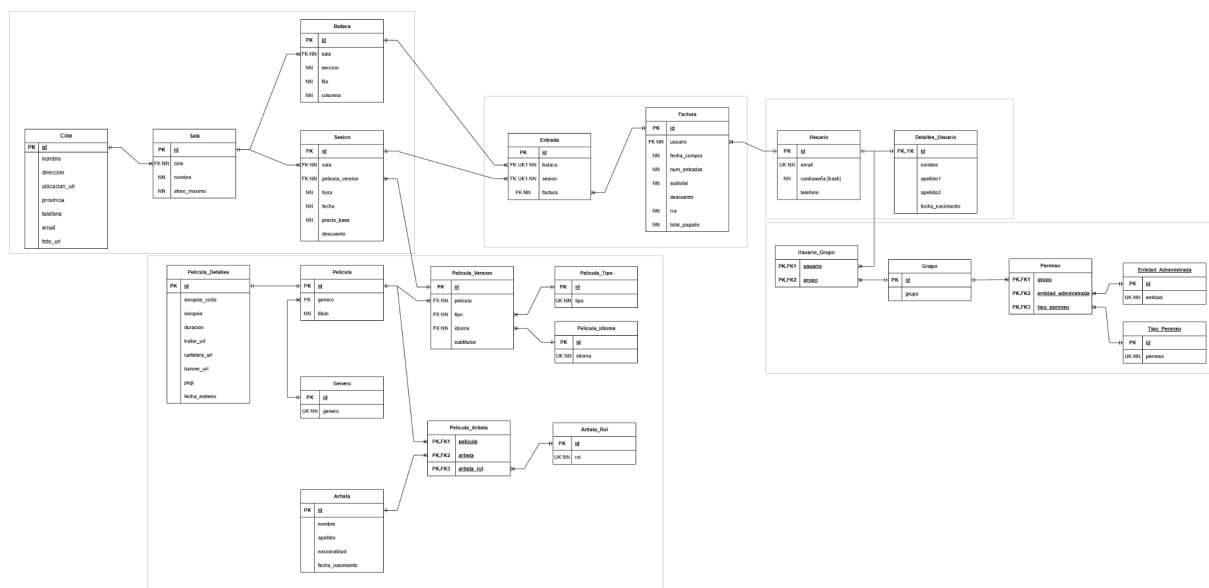 Butaca
PK id
FK NN sala
NN seccion
NN fila
NN columna
Cine
PK id
nombre
direccion
ubicacion_url
provincia
telefono
email
foto_url
Sala
PK id
FK NN cine
NN nombre
NN aforo_maximo
Sesion
PK id
FK NN sala
FK NN pelicula_version
NN hora
NN fecha
NN precio_base
descuento
Entrada
PK id
FK UK1 NN butaca
FK UK1 NN sesion
FK NN factura
Factura
PK id
FK NN usuario
NN fecha_compra
NN num_entradas
NN subtotal
descuento
NN iva
NN total_pagado
Usuario
PK id
UK NN email
NN contraseña [hash]
telefono
Detalles_Usuario
PK, FK id
nombre
apellido1
apellido2
fecha_nacimiento
Usuario_Grupo
PK,FK1 usuario
PK,FK2 grupo
Grupo
PK id
grupo
Permiso
PK,FK1 grupo
PK,FK2 entidad_administrada
PK,FK3 tipo_permiso
Entidad_Administrada
PK id
UK NN entidad
Tipo_Permiso
PK id
UK NN permiso
Pelicula_Detalles
PK id
sinopsis_corta
sinopsis
duracion
trailer_url
cartelera_url
banner_url
pegi
fecha_estreno
Pelicula
PK id
FK genero
NN titulo
Pelicula_Version
PK id
FK NN pelicula
FK NN tipo
FK NN idioma
subtitulos
Pelicula_Tipo
PK id
UK NN tipo
Pelicula_Idioma
PK id
UK NN idioma
Genero
PK id
UK NN genero
Pelicula_Artista
PK,FK1 pelicula
PK,FK2 artista
PK,FK3 artista_rol
Artista_Rol
PK id
UK NN rol
Artista
PK id
nombre
apellido
nacionalidad
fecha_nacimiento